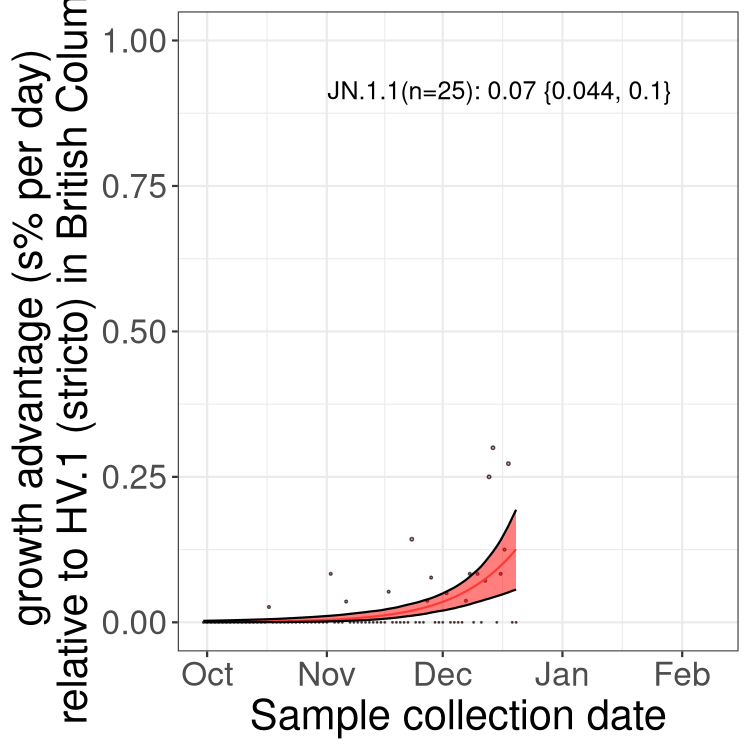 growth advantage (s% per day)
relative to HV.1 (stricto) in British Colum
1.00
0.75
0.50
0.25
0.00
JN.1.1(n=25): 0.07 {0.044, 0.1}
Oct Nov Dec Jan Feb
Sample collection date